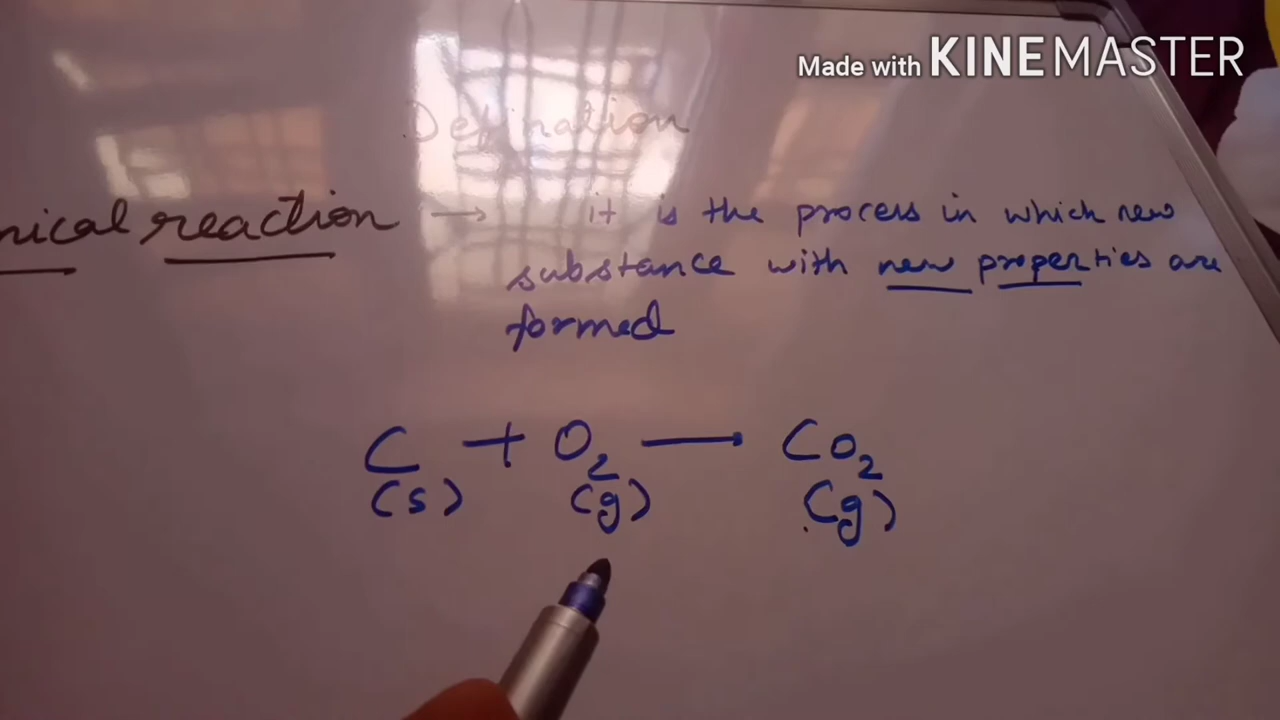 Made with KINEMASTER
Defination
nical reaction → it is the process in which new
substance with new properties are
formed
C + O₂ → CO₂
(s) (g) (g)